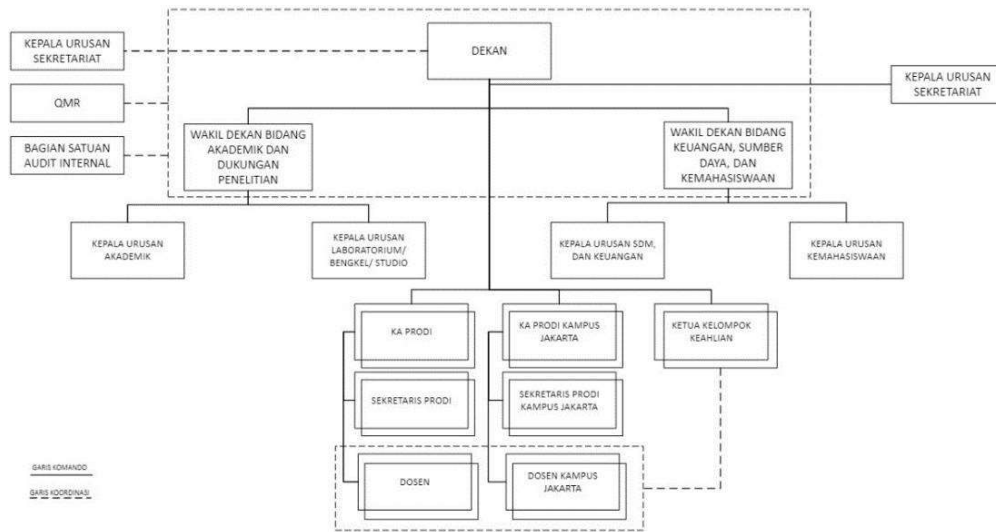 KEPALA URUSAN
SEKRETARIAT
DEKAN
KEPALA URUSAN
SEKRETARIAT
QMR
BAGIAN SATUAN
AUDIT INTERNAL
WAKIL DEKAN BIDANG
AKADEMIK DAN
DUKUNGAN
PENELITIAN
WAKIL DEKAN BIDANG
KEUANGAN, SUMBER
DAYA, DAN
KEMAHASISWAAN
KEPALA URUSAN
AKADEMIK
KEPALA URUSAN
LABORATORIUM/
BENGKEL/ STUDIO
KEPALA URUSAN SDM,
DAN KEUANGAN
KEPALA URUSAN
KEMAHASISWAAN
KA PRODI
KA PRODI KAMPUS
JAKARTA
KETUA KELOMPOK
KEAHLIAN
SEKRETARIS PRODI
SEKRETARIS PRODI
KAMPUS JAKARTA
DOSEN
DOSEN KAMPUS
JAKARTA
GARIS KOMANDO
GARIS KOORDINASI